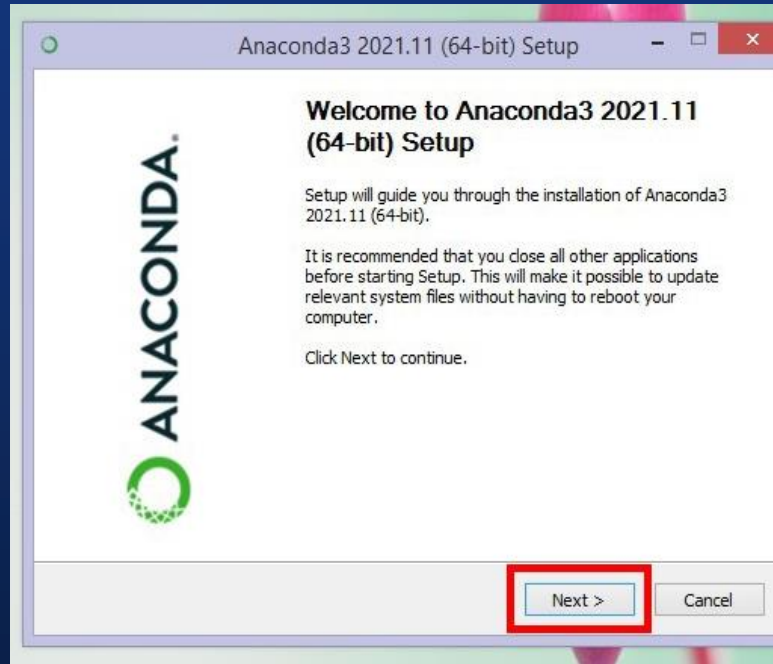 Anaconda3 2021.11 (64-bit) Setup
ANACONDA.
Welcome to Anaconda3 2021.11
(64-bit) Setup
Setup will guide you through the installation of Anaconda3
2021.11 (64-bit).
It is recommended that you close all other applications
before starting Setup. This will make it possible to update
relevant system files without having to reboot your
computer.
Click Next to continue.
Next >
Cancel